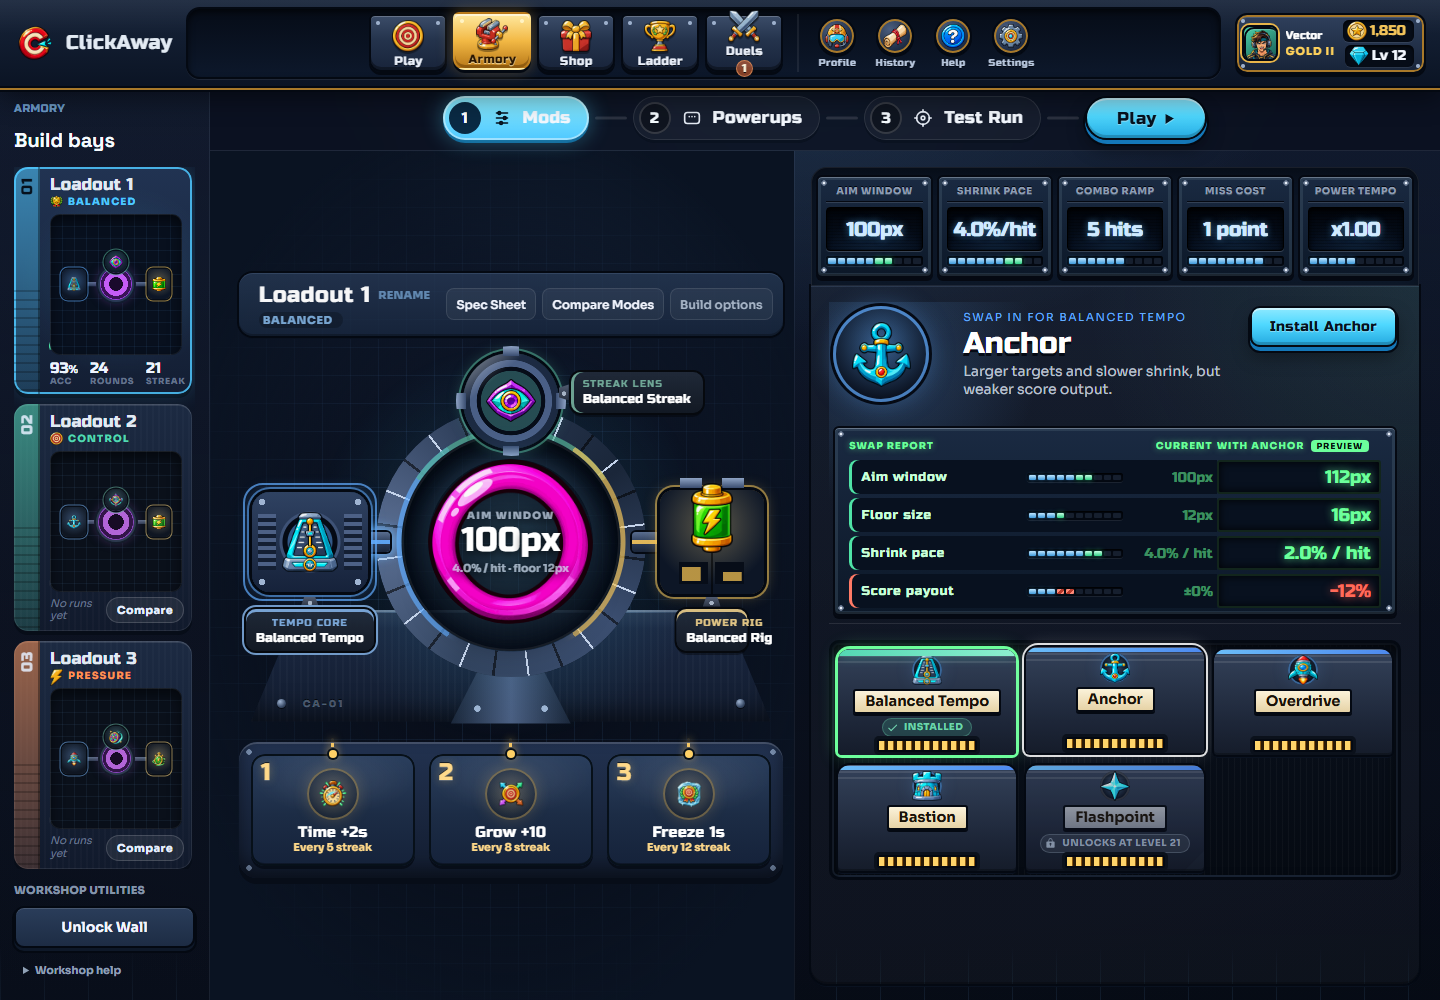 ClickAway
Play
Armory
Shop
Ladder
Duels
1
Profile
History
Help
Settings
Vector
GOLD II
1,850
Lv 12
ARMORY
Build bays
01
Loadout 1
BALANCED
93% ACC
24 ROUNDS
21 STREAK
02
Loadout 2
CONTROL
No runs yet
Compare
03
Loadout 3
PRESSURE
No runs yet
Compare
WORKSHOP UTILITIES
Unlock Wall
Workshop help
1 Mods
2 Powerups
3 Test Run
Play
Loadout 1 RENAME
BALANCED
Spec Sheet
Compare Modes
Build options
STREAK LENS
Balanced Streak
AIM WINDOW
100px
4.0% / hit · floor 12px
TEMPO CORE
Balanced Tempo
POWER RIG
Balanced Rig
CA-01
1
Time +2s
Every 5 streak
2
Grow +10
Every 8 streak
3
Freeze 1s
Every 12 streak
AIM WINDOW
100px
SHRINK PACE
4.0%/hit
COMBO RAMP
5 hits
MISS COST
1 point
POWER TEMPO
x1.00
SWAP IN FOR BALANCED TEMPO
Anchor
Larger targets and slower shrink, but
weaker score output.
Install Anchor
SWAP REPORT CURRENT WITH ANCHOR PREVIEW
Aim window 100px 112px
Floor size 12px 16px
Shrink pace 4.0% / hit 2.0% / hit
Score payout ±0% -12%
Balanced Tempo
INSTALLED
Anchor
Overdrive
Bastion
Flashpoint
UNLOCKS AT LEVEL 21